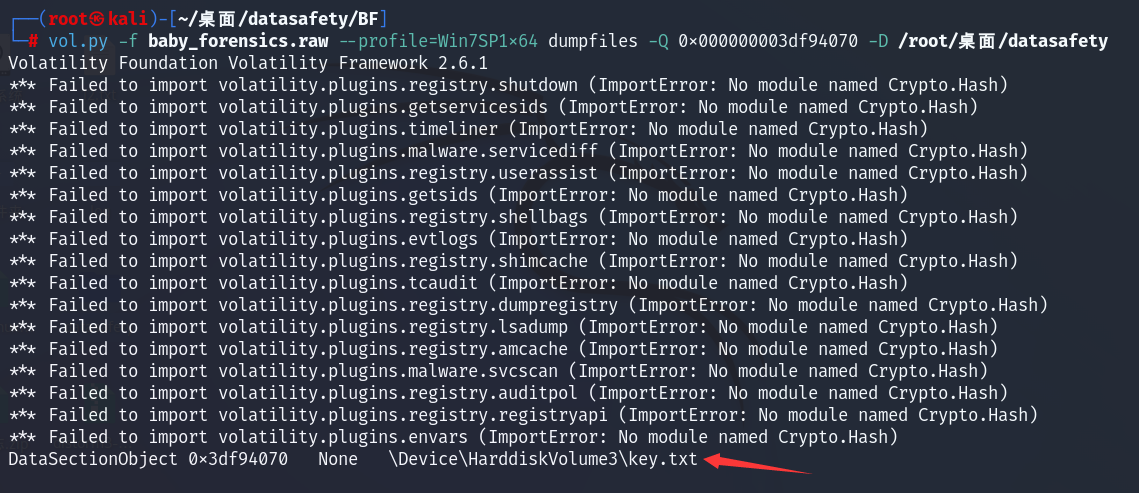 ┌──(root㉿kali)-[~/桌面/datasafety/BF]
└─# vol.py -f baby_forensics.raw --profile=Win7SP1x64 dumpfiles -Q 0x000000003df94070 -D /root/桌面/datasafety
Volatility Foundation Volatility Framework 2.6.1
*** Failed to import volatility.plugins.registry.shutdown (ImportError: No module named Crypto.Hash)
*** Failed to import volatility.plugins.getservicesids (ImportError: No module named Crypto.Hash)
*** Failed to import volatility.plugins.timeliner (ImportError: No module named Crypto.Hash)
*** Failed to import volatility.plugins.malware.servicediff (ImportError: No module named Crypto.Hash)
*** Failed to import volatility.plugins.registry.userassist (ImportError: No module named Crypto.Hash)
*** Failed to import volatility.plugins.getsids (ImportError: No module named Crypto.Hash)
*** Failed to import volatility.plugins.registry.shellbags (ImportError: No module named Crypto.Hash)
*** Failed to import volatility.plugins.evtlogs (ImportError: No module named Crypto.Hash)
*** Failed to import volatility.plugins.registry.shimcache (ImportError: No module named Crypto.Hash)
*** Failed to import volatility.plugins.tcaudit (ImportError: No module named Crypto.Hash)
*** Failed to import volatility.plugins.registry.dumpregistry (ImportError: No module named Crypto.Hash)
*** Failed to import volatility.plugins.registry.lsadump (ImportError: No module named Crypto.Hash)
*** Failed to import volatility.plugins.registry.amcache (ImportError: No module named Crypto.Hash)
*** Failed to import volatility.plugins.malware.svcscan (ImportError: No module named Crypto.Hash)
*** Failed to import volatility.plugins.registry.auditpol (ImportError: No module named Crypto.Hash)
*** Failed to import volatility.plugins.registry.registryapi (ImportError: No module named Crypto.Hash)
*** Failed to import volatility.plugins.envars (ImportError: No module named Crypto.Hash)
DataSectionObject 0x3df94070   None   \Device\HarddiskVolume3\key.txt